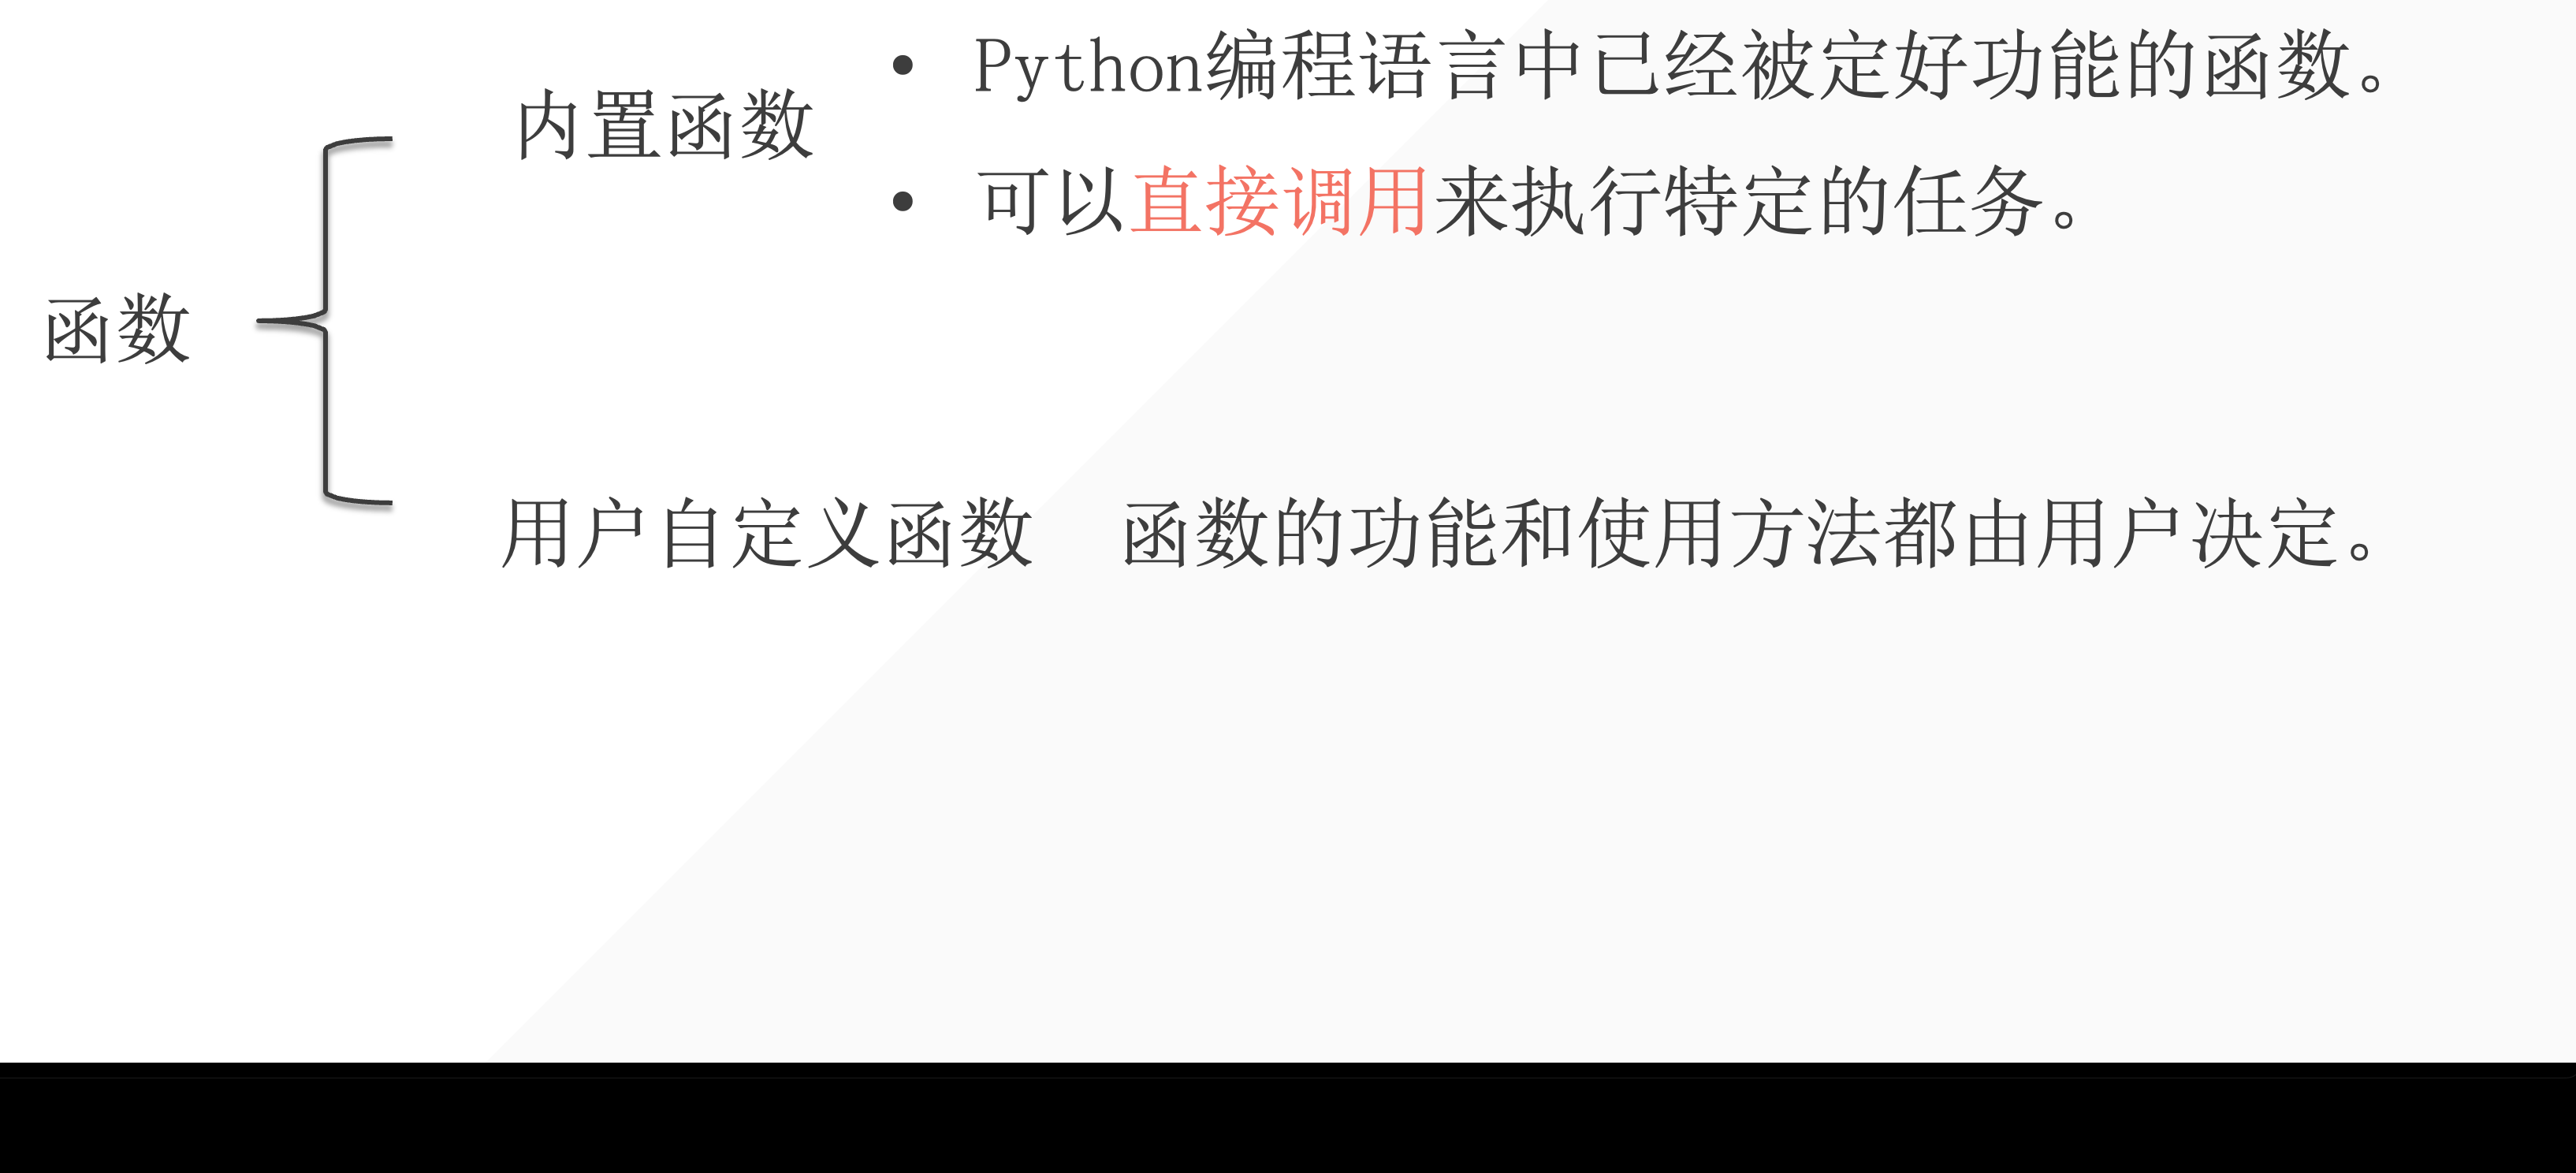 Python编程语言中已经被定好功能的函数。
内置函数
可以直接调用来执行特定的任务。
函数
用户自定义函数 函数的功能和使用方法都由用户决定。